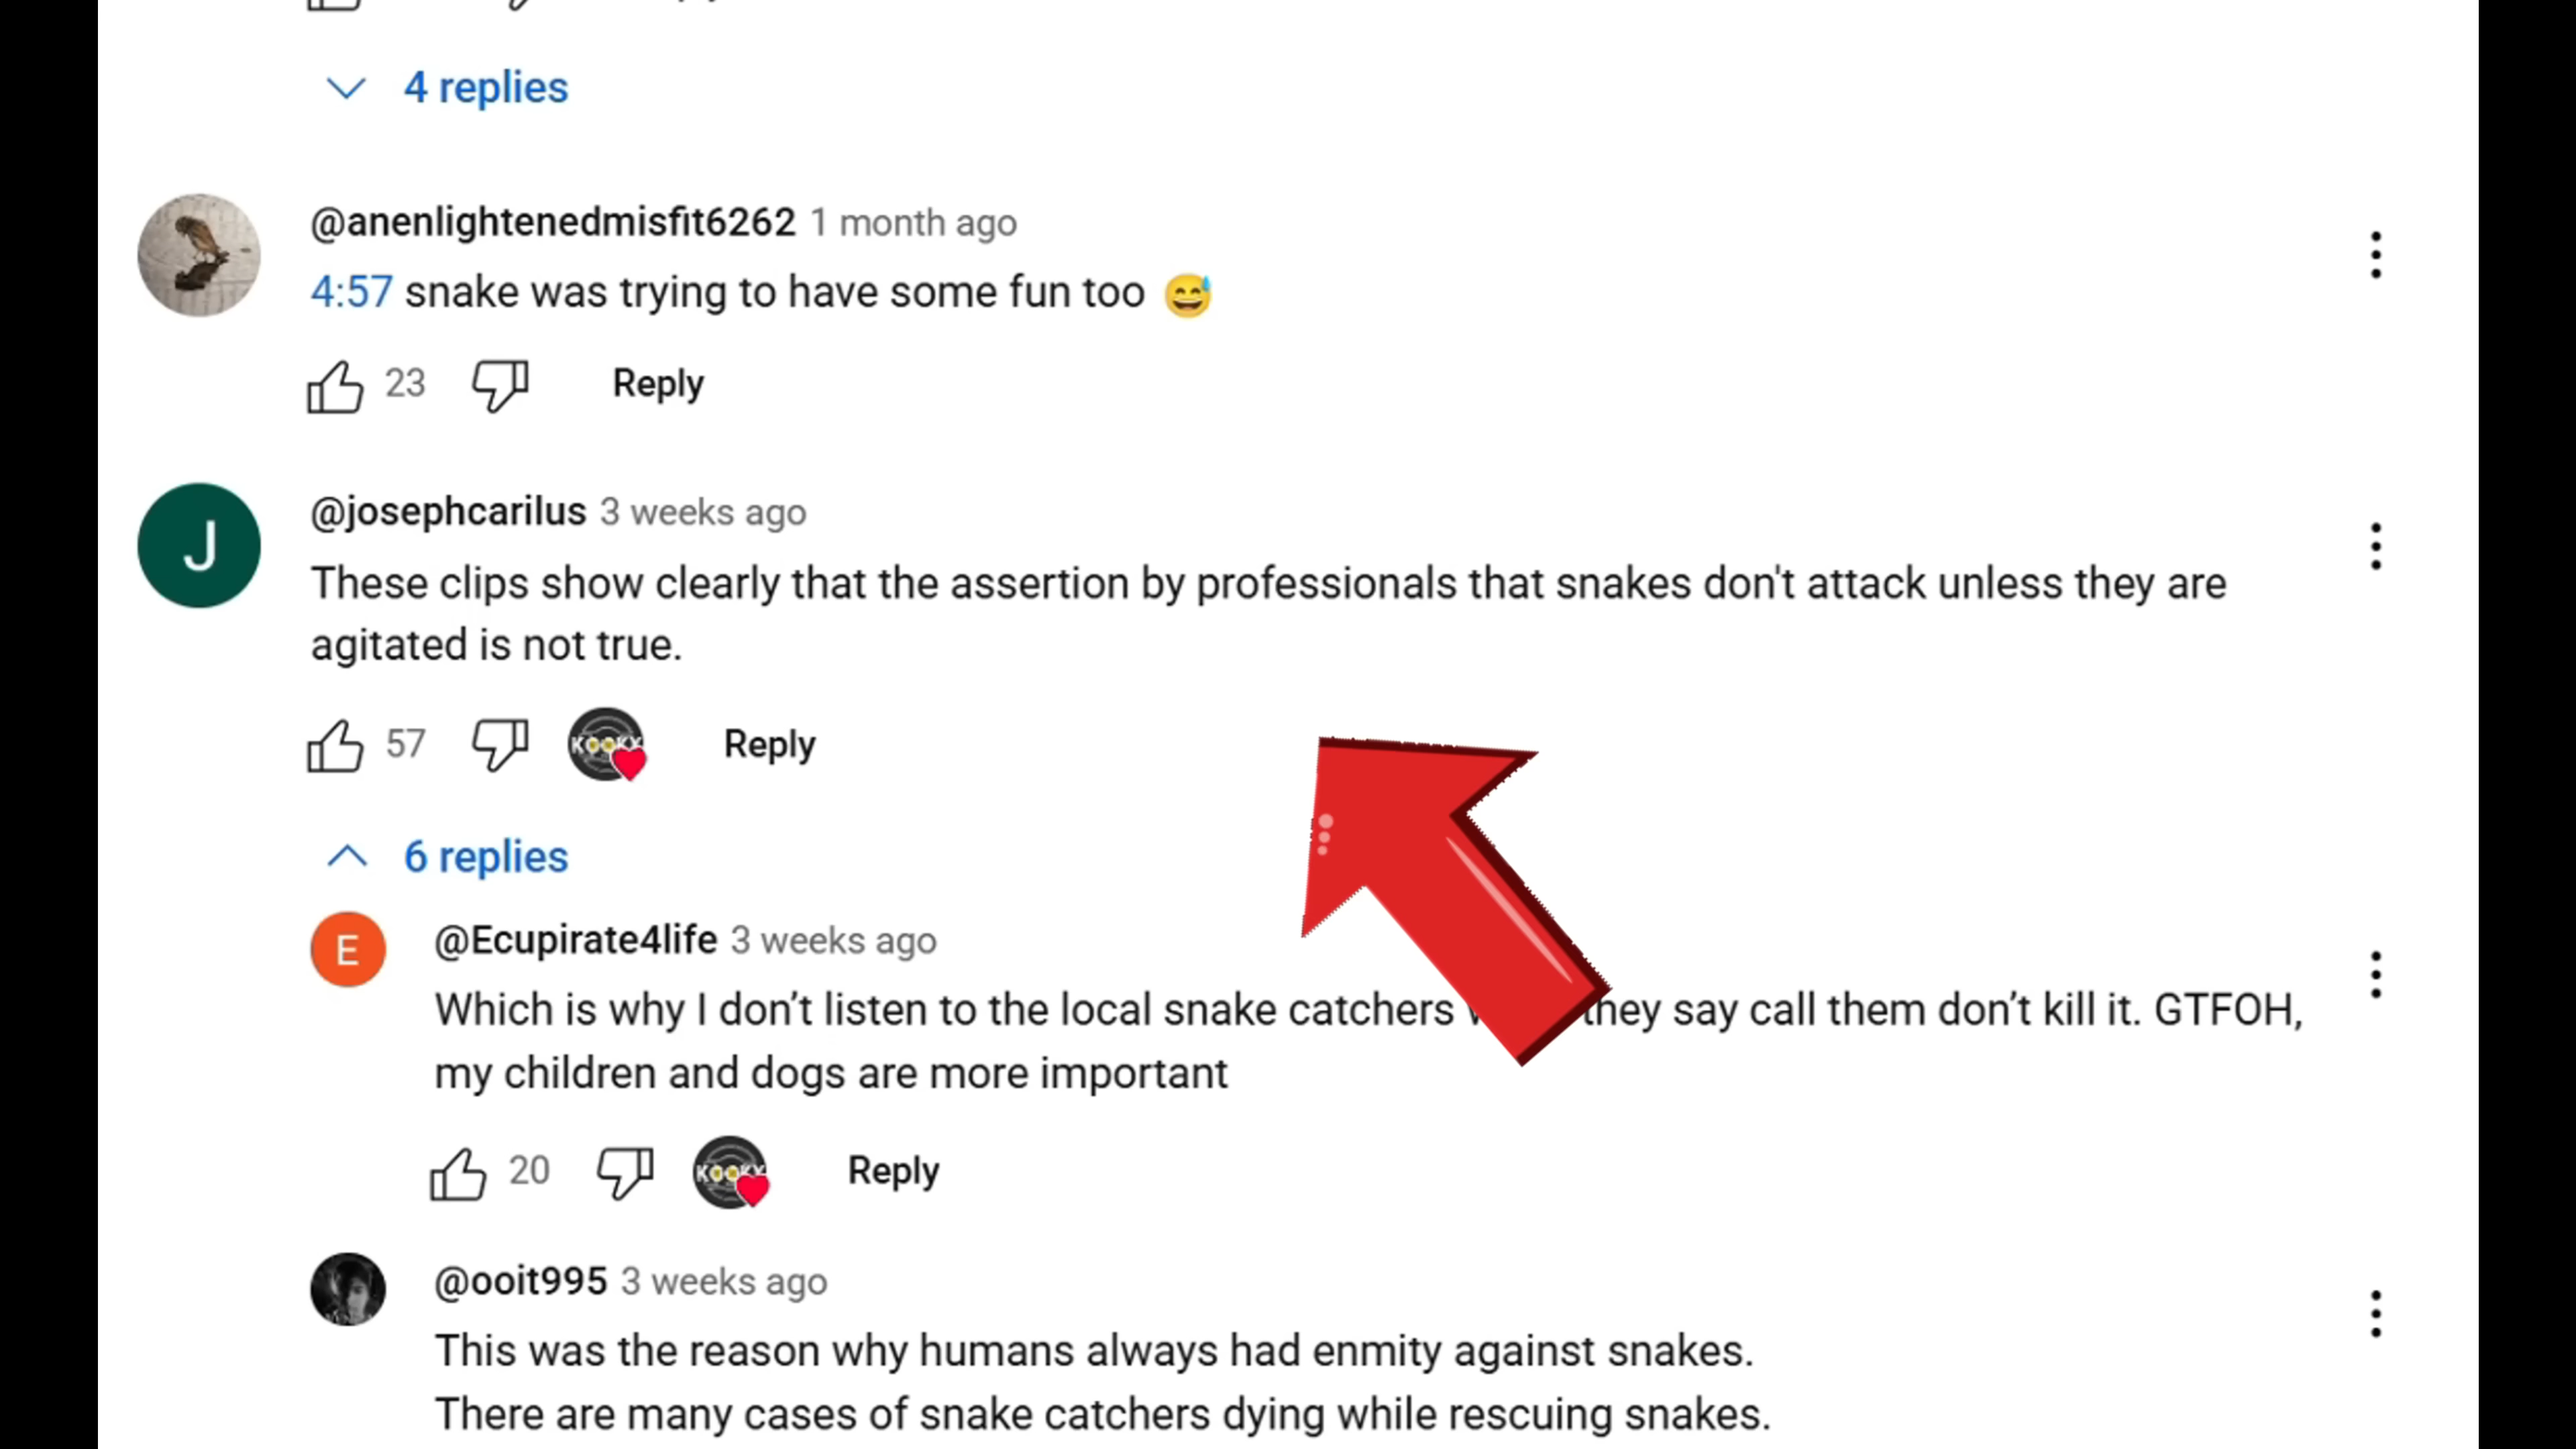 4 replies
@anenlightenedmisfit6262 1 month ago
4:57 snake was trying to have some fun too 😅
23 Reply
J
@josephcarilus 3 weeks ago
These clips show clearly that the assertion by professionals that snakes don't attack unless they are
agitated is not true.
57 KOOKY Reply
6 replies
E
@Ecupirate4life 3 weeks ago
Which is why I don’t listen to the local snake catchers they say call them don’t kill it. GTFOH,
my children and dogs are more important
20 KOOKY Reply
@ooit995 3 weeks ago
This was the reason why humans always had enmity against snakes.
There are many cases of snake catchers dying while rescuing snakes.